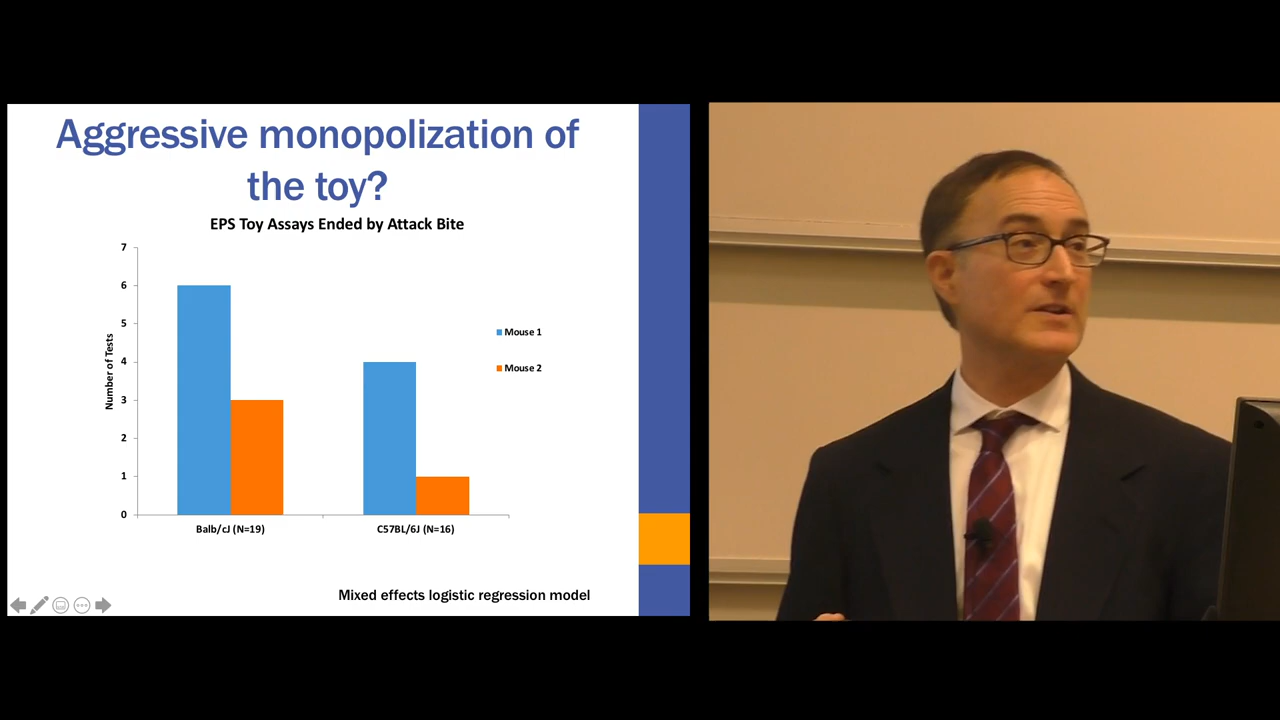 Aggressive monopolization of
the toy?
EPS Toy Assays Ended by Attack Bite
7
6
5
4
3
2
1
0
Number of Tests
Mouse 1
Mouse 2
Balb/cJ (N=19)
C57BL/6J (N=16)
Mixed effects logistic regression model